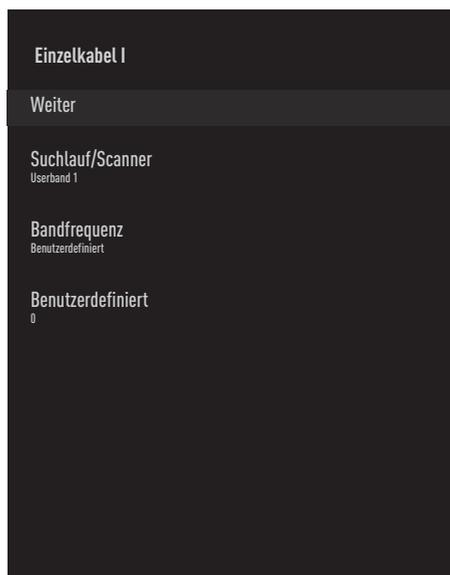 Einzelkabel I
Weiter
Suchlauf/Scanner
Userband 1
Bandfrequenz
Benutzerdefiniert
Benutzerdefiniert
0